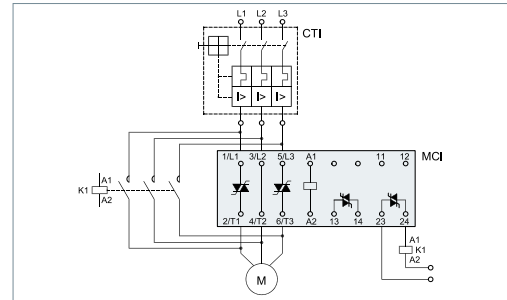 L1 L2 L3
CTI
I> I> I>
1/L1 3/L2 5/L3 A1 11 12 MCI
A1
K1
A2
2/T1 4/T2 6/T3 A2 13 14 23 24
A1
K1
A2
M